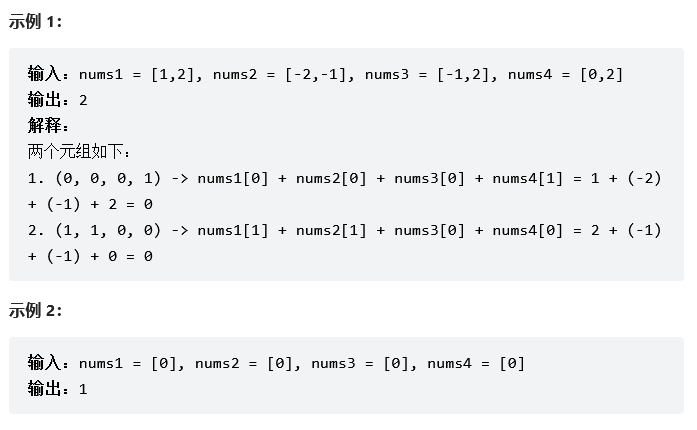 示例 1：
输入：nums1 = [1,2], nums2 = [-2,-1], nums3 = [-1,2], nums4 = [0,2]
输出：2
解释：
两个元组如下：
1. (0, 0, 0, 1) -> nums1[0] + nums2[0] + nums3[0] + nums4[1] = 1 + (-2)
+ (-1) + 2 = 0
2. (1, 1, 0, 0) -> nums1[1] + nums2[1] + nums3[0] + nums4[0] = 2 + (-1)
+ (-1) + 0 = 0
示例 2：
输入：nums1 = [0], nums2 = [0], nums3 = [0], nums4 = [0]
输出：1